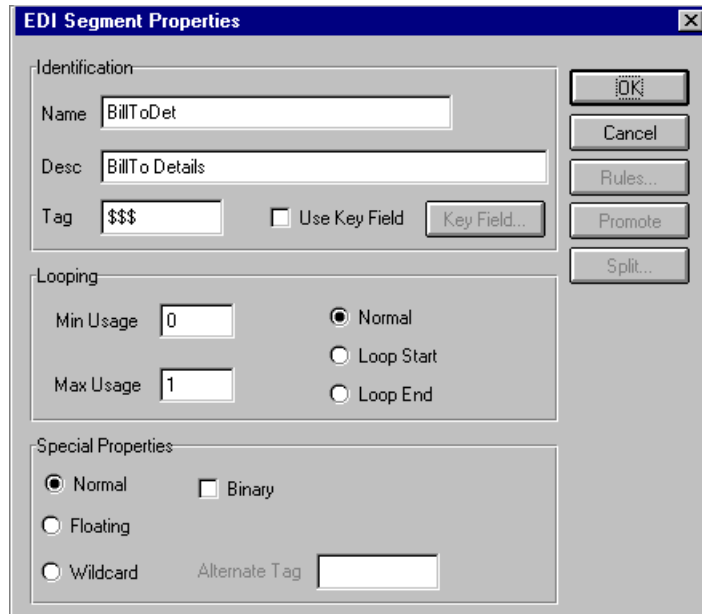 EDI Segment Properties
Identification
Name BillToDet
Desc BillTo Details
Tag $$$ Use Key Field Key Field...
OK
Cancel
Rules...
Promote
Split...
Looping
Min Usage 0
Max Usage 1
Normal
Loop Start
Loop End
Special Properties
Normal Binary
Floating
Wildcard Alternate Tag